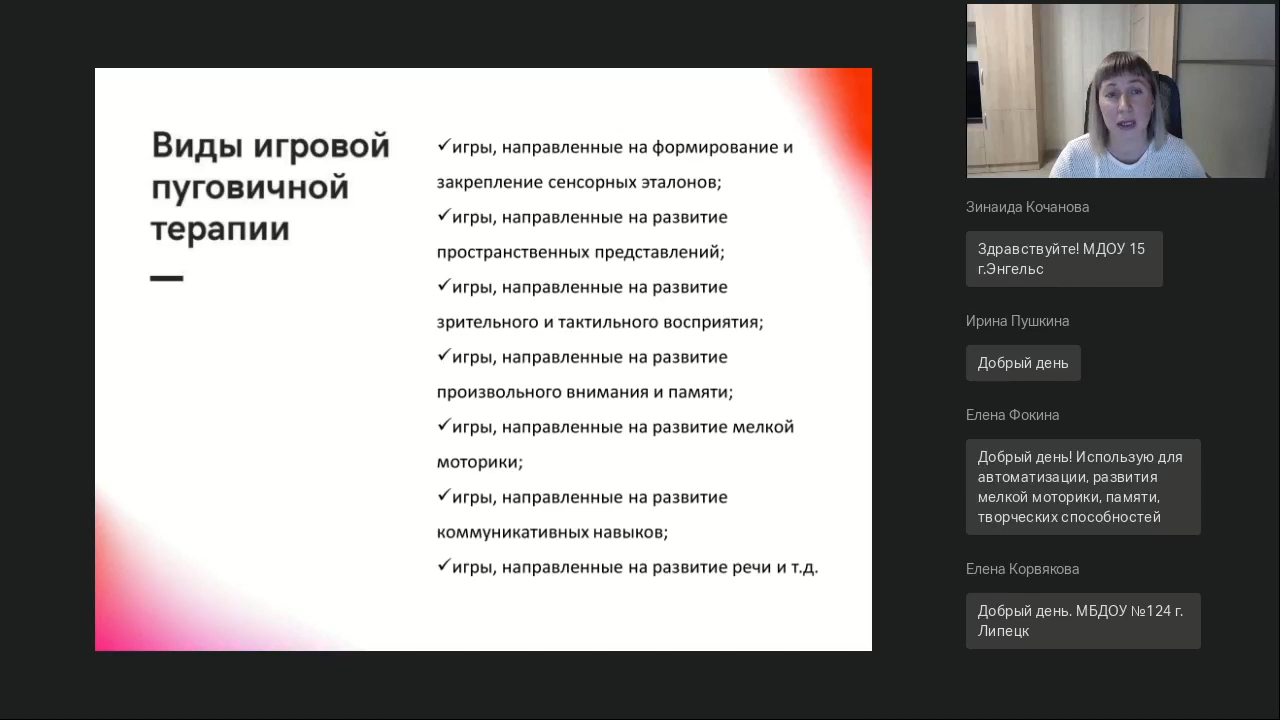 Виды игровой
пуговичной
терапии
✓игры, направленные на формирование и
закрепление сенсорных эталонов;
✓игры, направленные на развитие
пространственных представлений;
✓игры, направленные на развитие
зрительного и тактильного восприятия;
✓игры, направленные на развитие
произвольного внимания и памяти;
✓игры, направленные на развитие мелкой
моторики;
✓игры, направленные на развитие
коммуникативных навыков;
✓игры, направленные на развитие речи и т.д.
Зинаида Кочанова
Здравствуйте! МДОУ 15
г.Энгельс
Ирина Пушкина
Добрый день
Елена Фокина
Добрый день! Использую для
автоматизации, развития
мелкой моторики, памяти,
творческих способностей
Елена Корвякова
Добрый день. МБДОУ №124 г.
Липецк